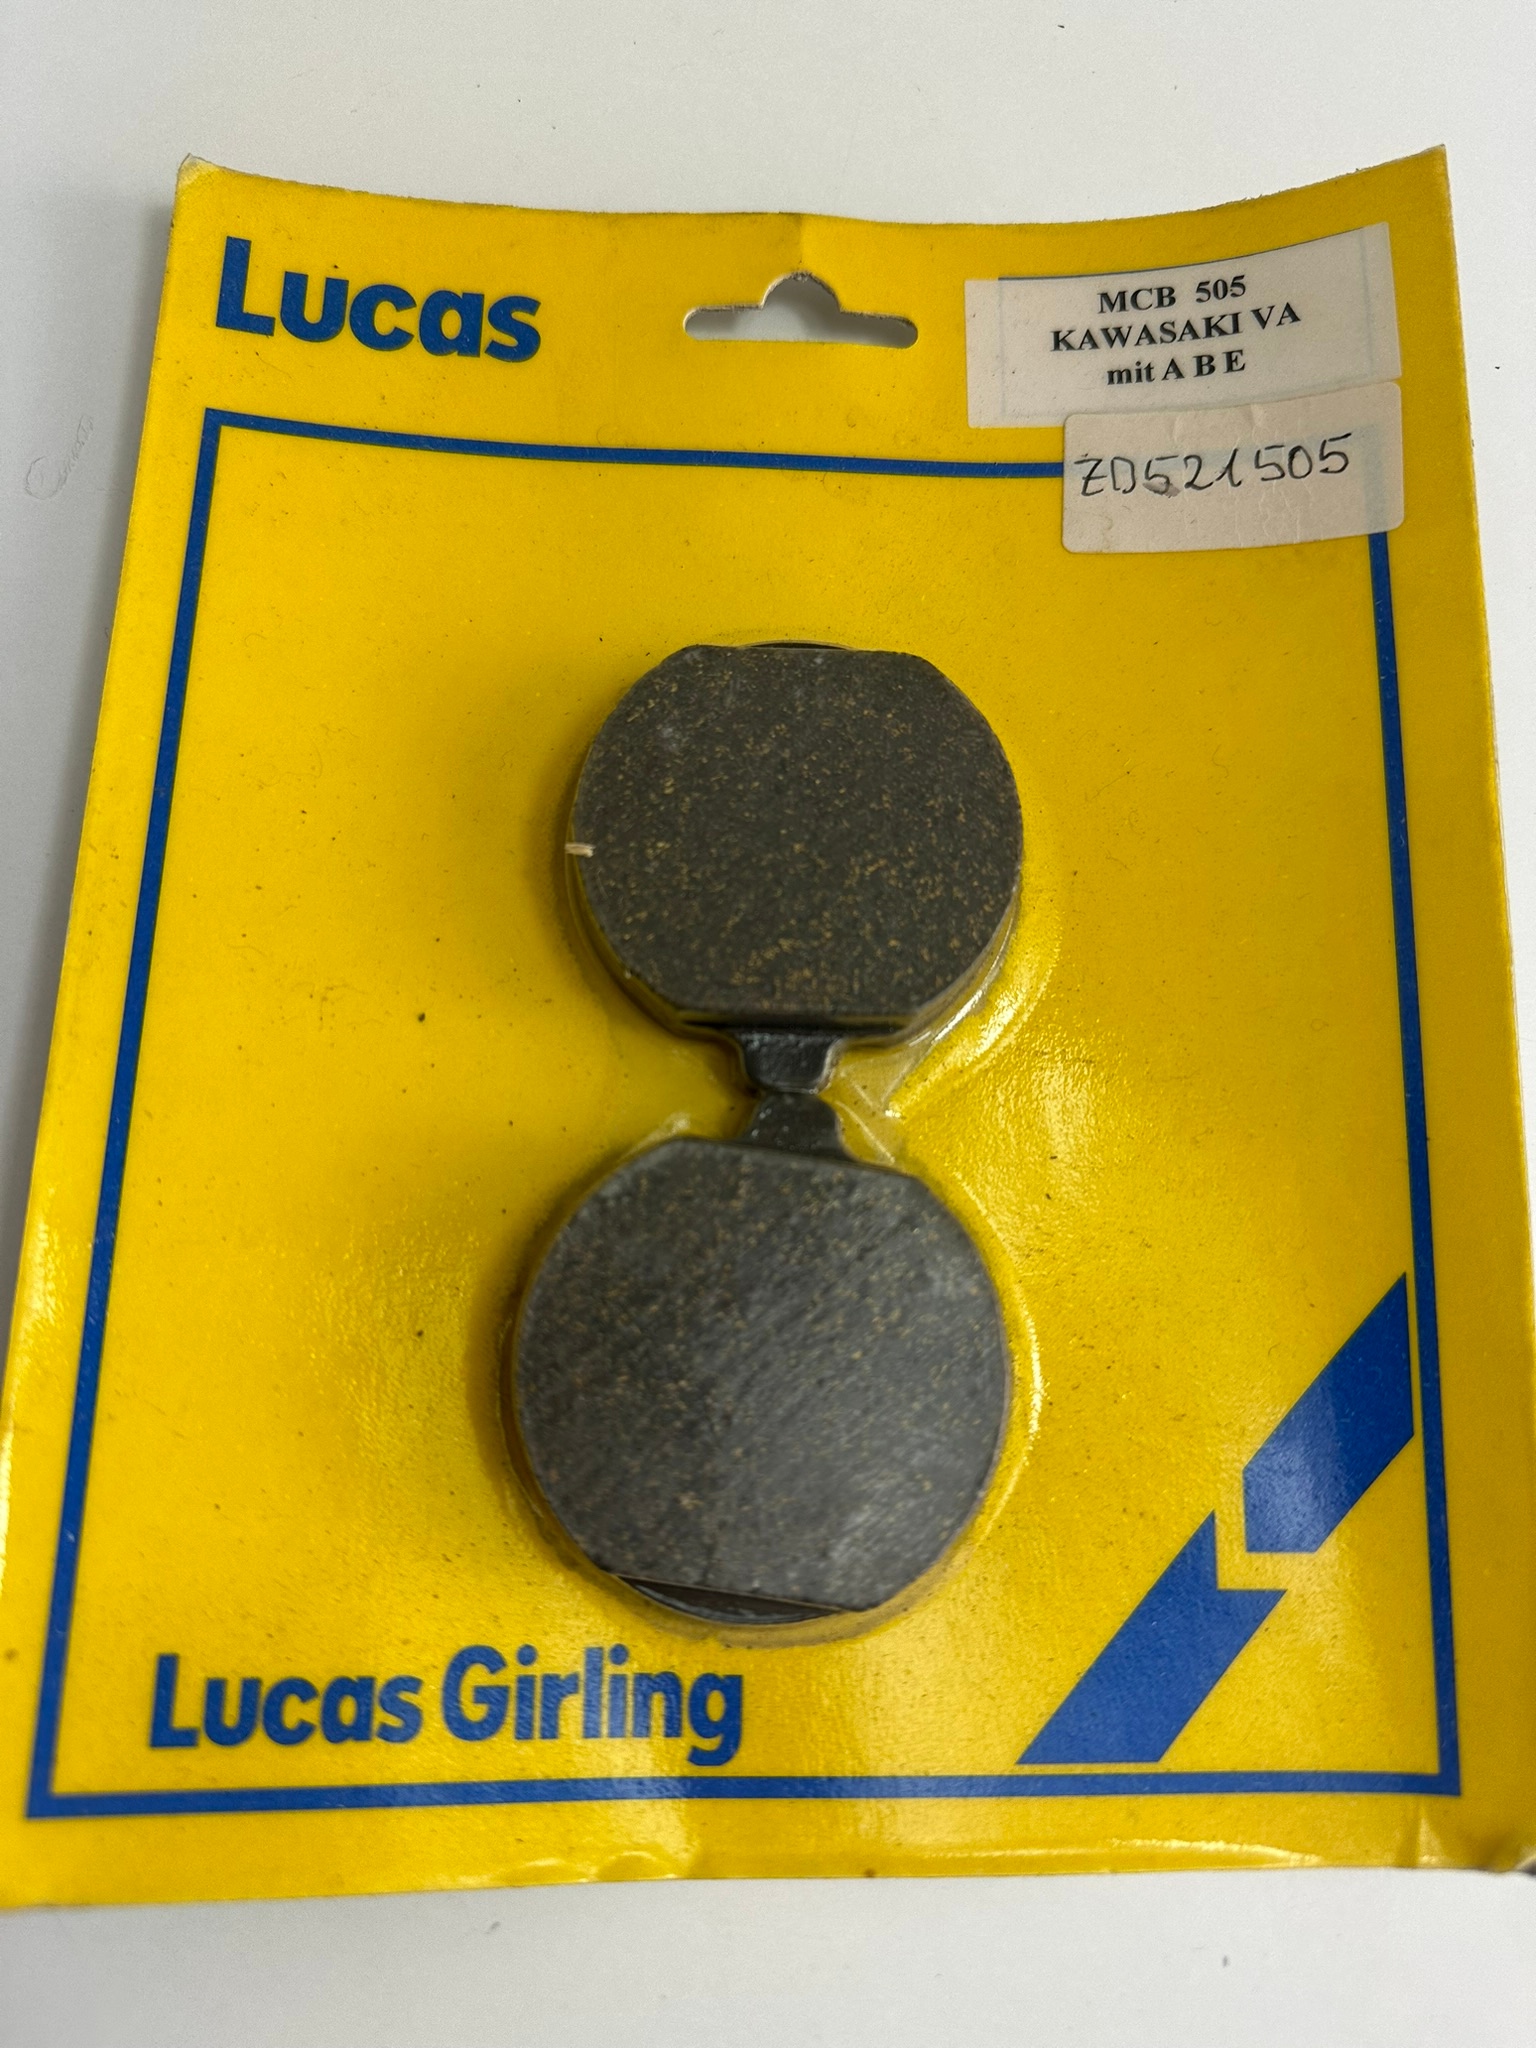 Lucas
MCB 505
KAWASAKI VA
mit A B E
ZD521505
Lucas Girling